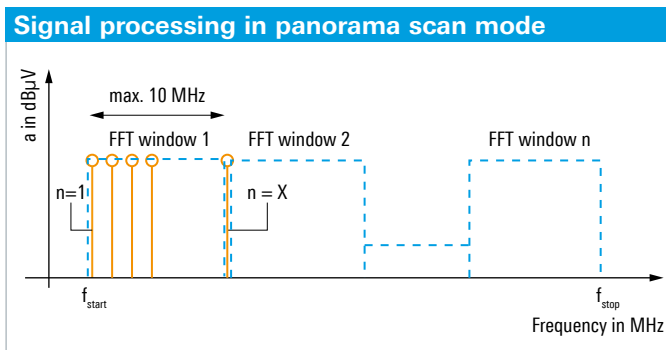 Signal processing in panorama scan mode
a in dBµV
max. 10 MHz
FFT window 1
FFT window 2
FFT window n
n=1
n = X
fstart
fstop
Frequency in MHz